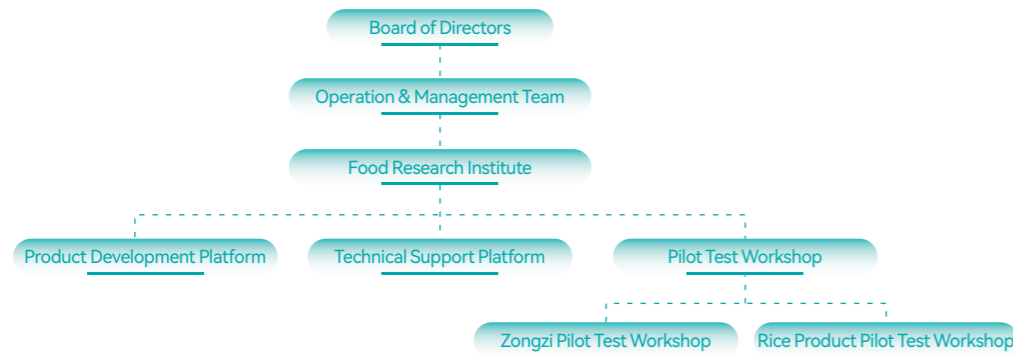 Board of Directors
Operation & Management Team
Food Research Institute
Product Development Platform
Technical Support Platform
Pilot Test Workshop
Zongzi Pilot Test Workshop
Rice Product Pilot Test Workshop